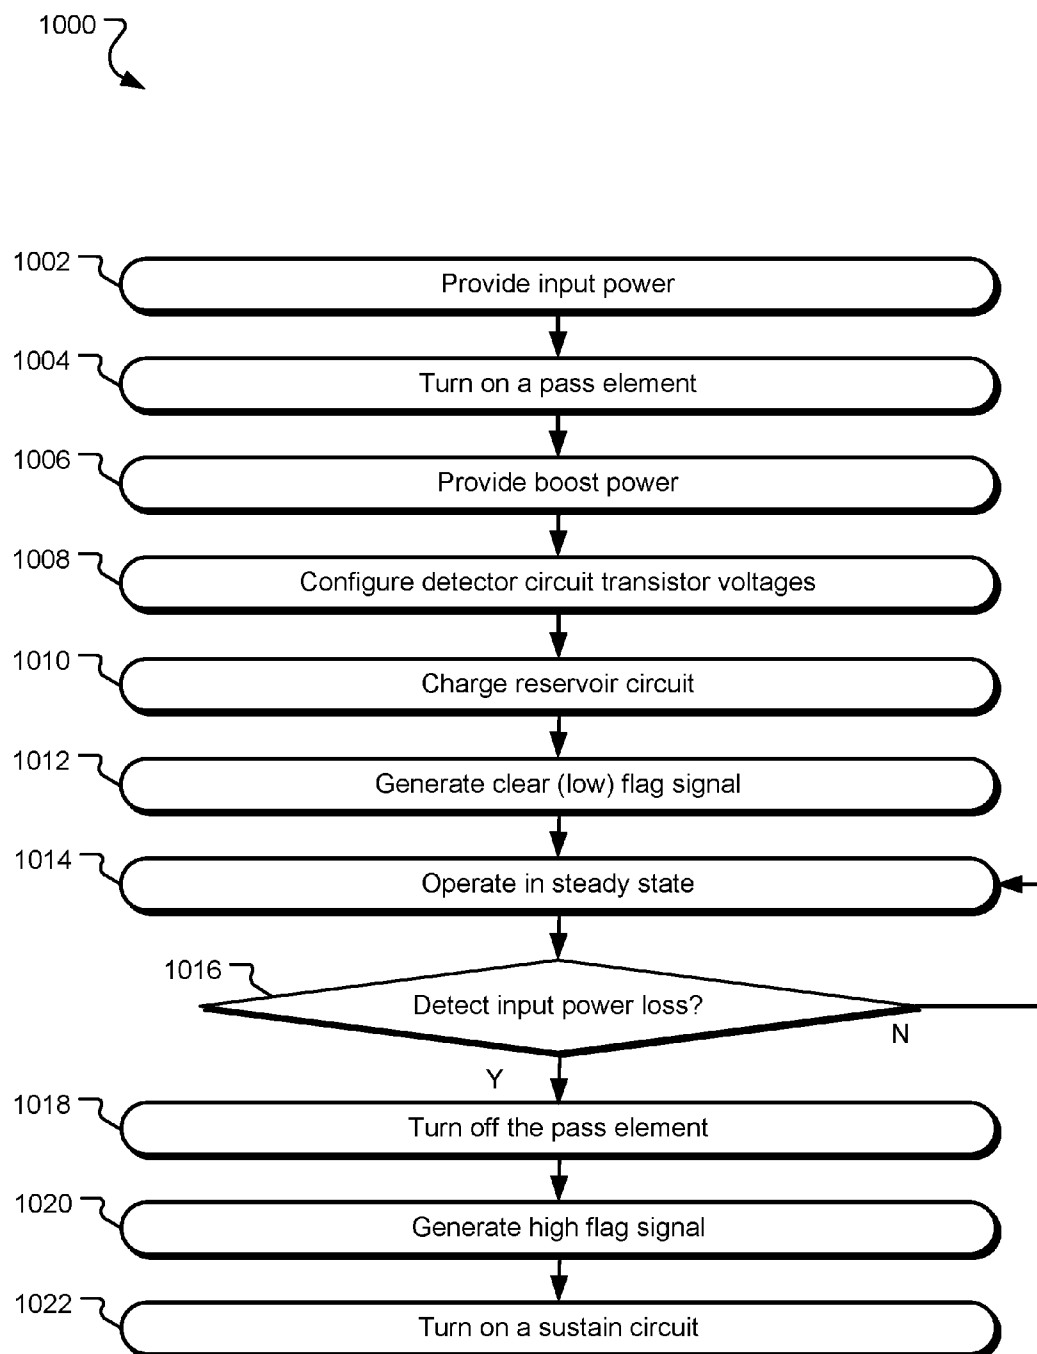 1000
1002
Provide input power
1004
Turn on a pass element
1006
Provide boost power
1008
Configure detector circuit transistor voltages
1010
Charge reservoir circuit
1012
Generate clear (low) flag signal
1014
Operate in steady state
1016
Detect input power loss?
N
Y
1018
Turn off the pass element
1020
Generate high flag signal
1022
Turn on a sustain circuit